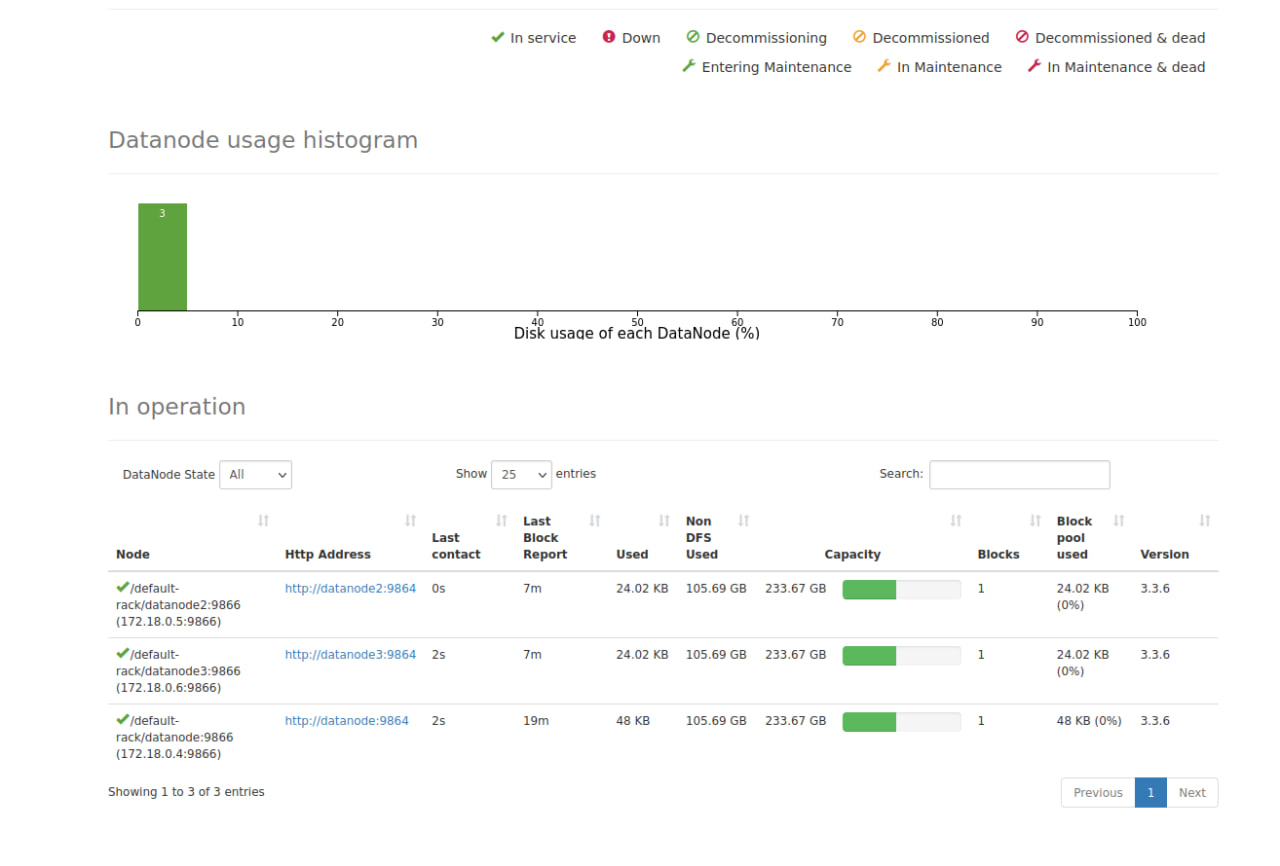 In service Down Decommissioning Decommissioned Decommissioned & dead
Entering Maintenance In Maintenance In Maintenance & dead
Datanode usage histogram
3
0 10 20 30 40 50 60 70 80 90 100
Disk usage of each DataNode (%)
In operation
DataNode State All Show 25 entries Search:
Node Http Address Last contact Last Block Report Used Non DFS Used Capacity Blocks Block pool used Version
/default-
rack/datanode2:9866
(172.18.0.5:9866)
http://datanode2:9864 0s 7m 24.02 KB 105.69 GB 233.67 GB 1 24.02 KB
(0%)
3.3.6
/default-
rack/datanode3:9866
(172.18.0.6:9866)
http://datanode3:9864 2s 7m 24.02 KB 105.69 GB 233.67 GB 1 24.02 KB
(0%)
3.3.6
/default-
rack/datanode:9866
(172.18.0.4:9866)
http://datanode:9864 2s 19m 48 KB 105.69 GB 233.67 GB 1 48 KB (0%) 3.3.6
Showing 1 to 3 of 3 entries
Previous 1 Next